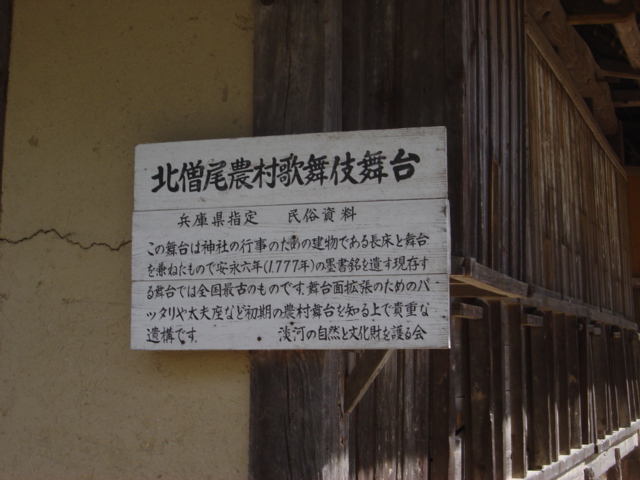 北僧尾農村歌舞伎舞台
兵庫県指定　民俗資料
この舞台は神社の行事のための建物である長床と舞台
を兼ねたもので安永六年(1.777年)の墨書銘を遺す現存す
る舞台では全国最古のものです.舞台面拡張のためのバ
ッタリや太夫座など初期の農村舞台を知る上で貴重な
遺構です.　淡河の自然と文化財を護る会